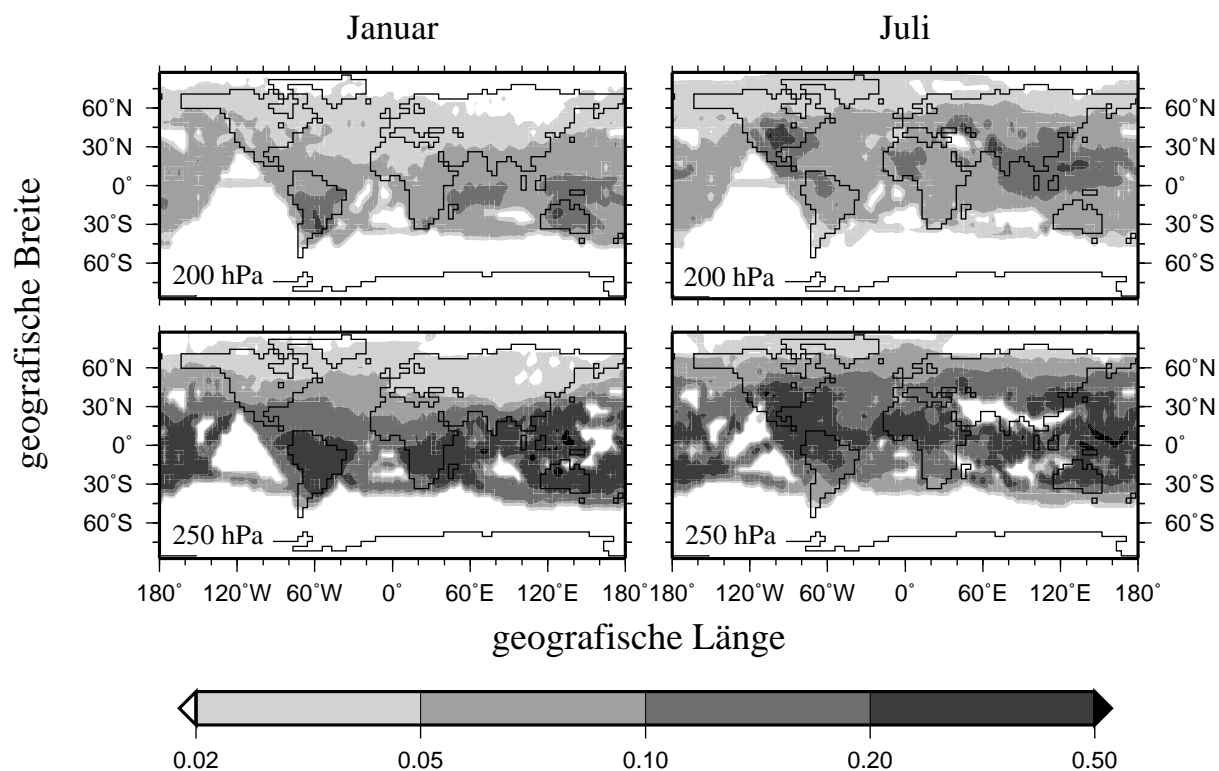 Januar
Juli
geografische Breite
60˚N
30˚N
0˚
30˚S
60˚S
200 hPa
200 hPa
60˚N
30˚N
0˚
30˚S
60˚S
60˚N
30˚N
0˚
30˚S
60˚S
250 hPa
250 hPa
60˚N
30˚N
0˚
30˚S
60˚S
180˚ 120˚W 60˚W 0˚ 60˚E 120˚E 180˚
180˚ 120˚W 60˚W 0˚ 60˚E 120˚E 180˚
geografische Länge
0.02 0.05 0.10 0.20 0.50